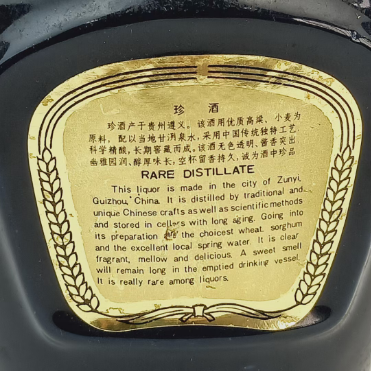 珍 酒
珍酒产于贵州遵义。该酒用优质高粱、小麦为
原料，配以当地甘冽泉水，采用中国传统独特工艺，
科学精酿，长期窖藏而成。该酒无色透明、酱香突出
幽雅园润、醇厚味长，空杯留香持久，诚为酒中珍品
RARE DISTILLATE
This liquor is made in the city of Zunyi,
Guizhou, China. It is distilled by traditional and
unique Chinese crafts as well as scientific methods
and stored in cellars with long aging. Going into
its preparation are the choicest wheat, sorghum
and the excellent local spring water. It is clear
fragrant, mellow and delicious. A sweet smell
will remain long in the emptied drinking vessel.
It is really rare among liquors.